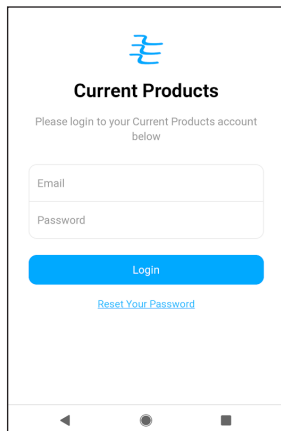 Current Products
Please login to your Current Products account
below
Email
Password
Login
Reset Your Password